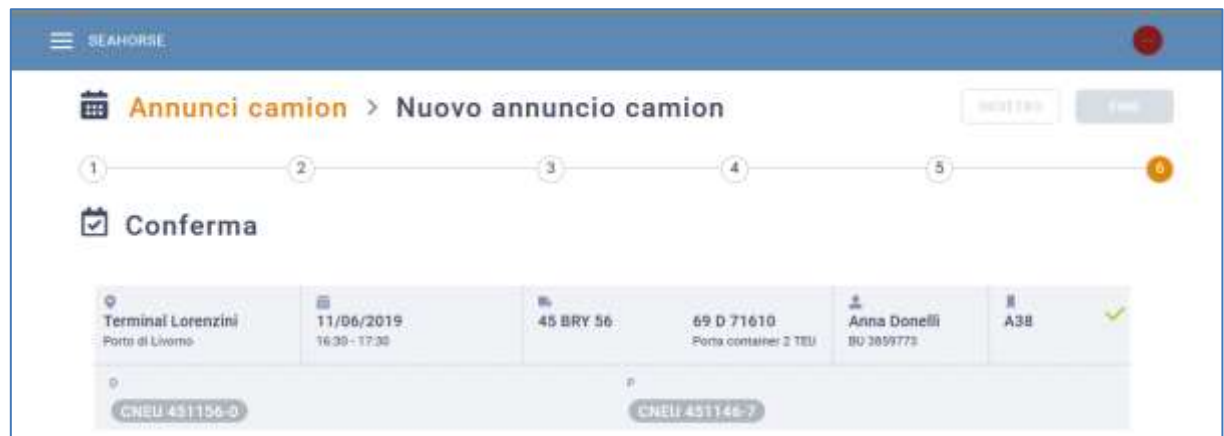 SEAHORSE
Annunci camion > Nuovo annuncio camion
1 2 3 4 5 6
Conferma
Terminal Lorenzini 11/06/2019 45 BRY 56 69 D 71610 Anna Donelli A38
Porto di Livorno 16:30 - 17:30 Porta container 2 TEU BU 3859773
D P
CNEU 451156-0 CNEU 451146-7